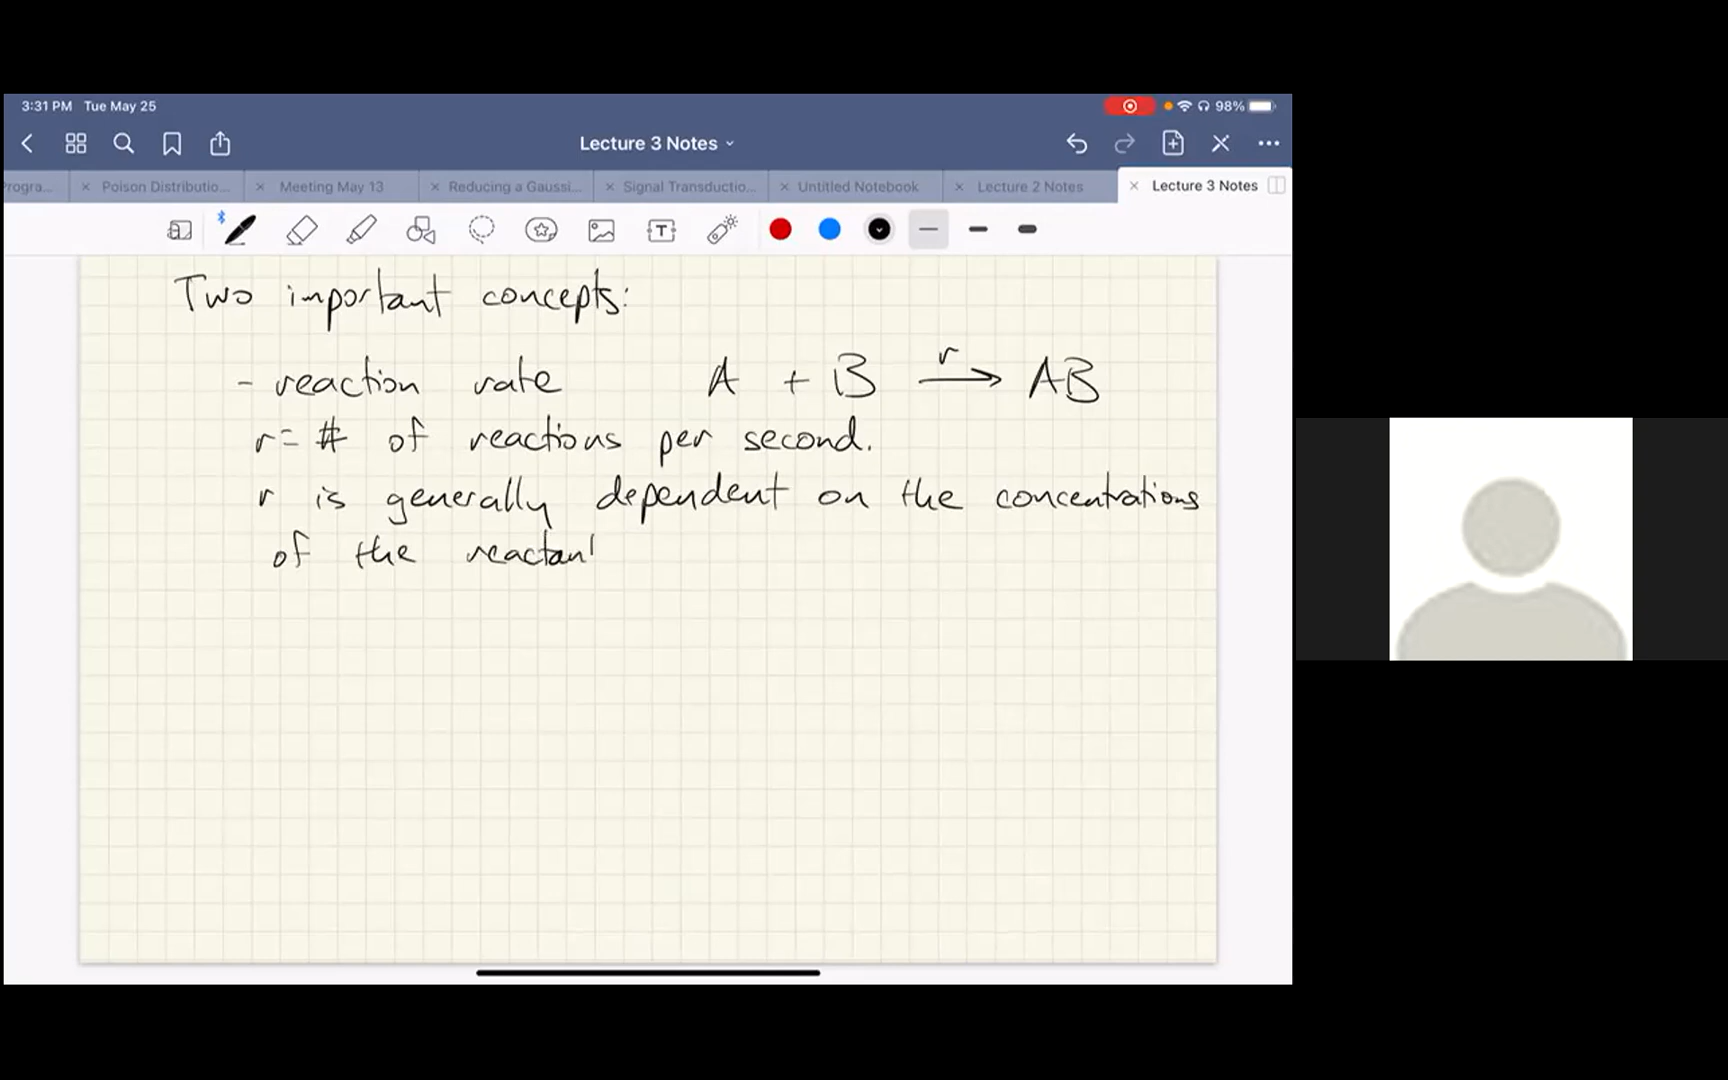 3:31 PM Tue May 25 98%
Lecture 3 Notes
Progra... Poison Distributio... Meeting May 13 Reducing a Gaussi... Signal Transductio... Untitled Notebook Lecture 2 Notes Lecture 3 Notes
T
Two important concepts:
- reaction rate A + B r→ AB
r = # of reactions per second.
r is generally dependent on the concentrations
of the reactant